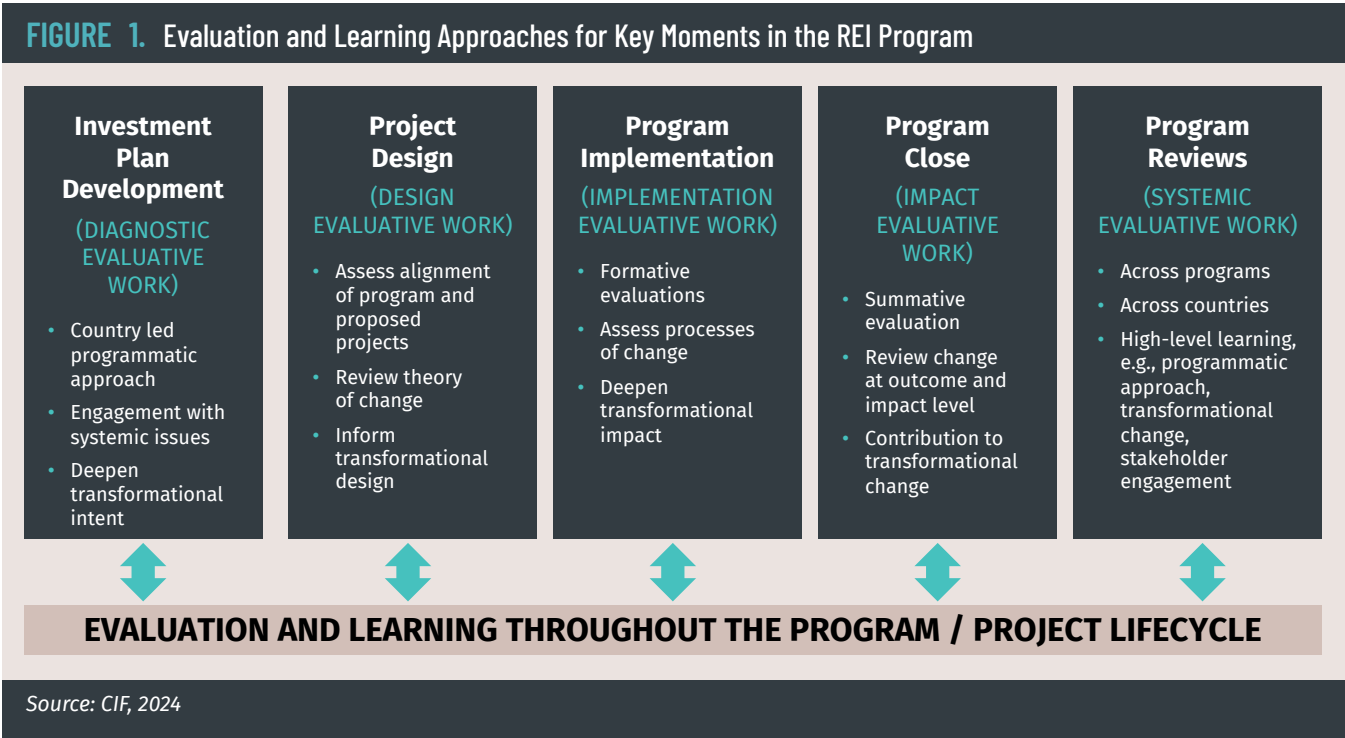 FIGURE 1. Evaluation and Learning Approaches for Key Moments in the REI Program
Investment
Plan
Development
(DIAGNOSTIC
EVALUATIVE
WORK)
• Country led
programmatic
approach
• Engagement with
systemic issues
• Deepen
transformational
intent
Project
Design
(DESIGN
EVALUATIVE WORK)
• Assess alignment
of program and
proposed
projects
• Review theory
of change
• Inform
transformational
design
Program
Implementation
(IMPLEMENTATION
EVALUATIVE WORK)
• Formative
evaluations
• Assess processes
of change
• Deepen
transformational
impact
Program
Close
(IMPACT
EVALUATIVE
WORK)
• Summative
evaluation
• Review change
at outcome and
impact level
• Contribution to
transformational
change
Program
Reviews
(SYSTEMIC
EVALUATIVE WORK)
• Across programs
• Across countries
• High-level learning,
e.g., programmatic
approach,
transformational
change,
stakeholder
engagement
EVALUATION AND LEARNING THROUGHOUT THE PROGRAM / PROJECT LIFECYCLE
Source: CIF, 2024